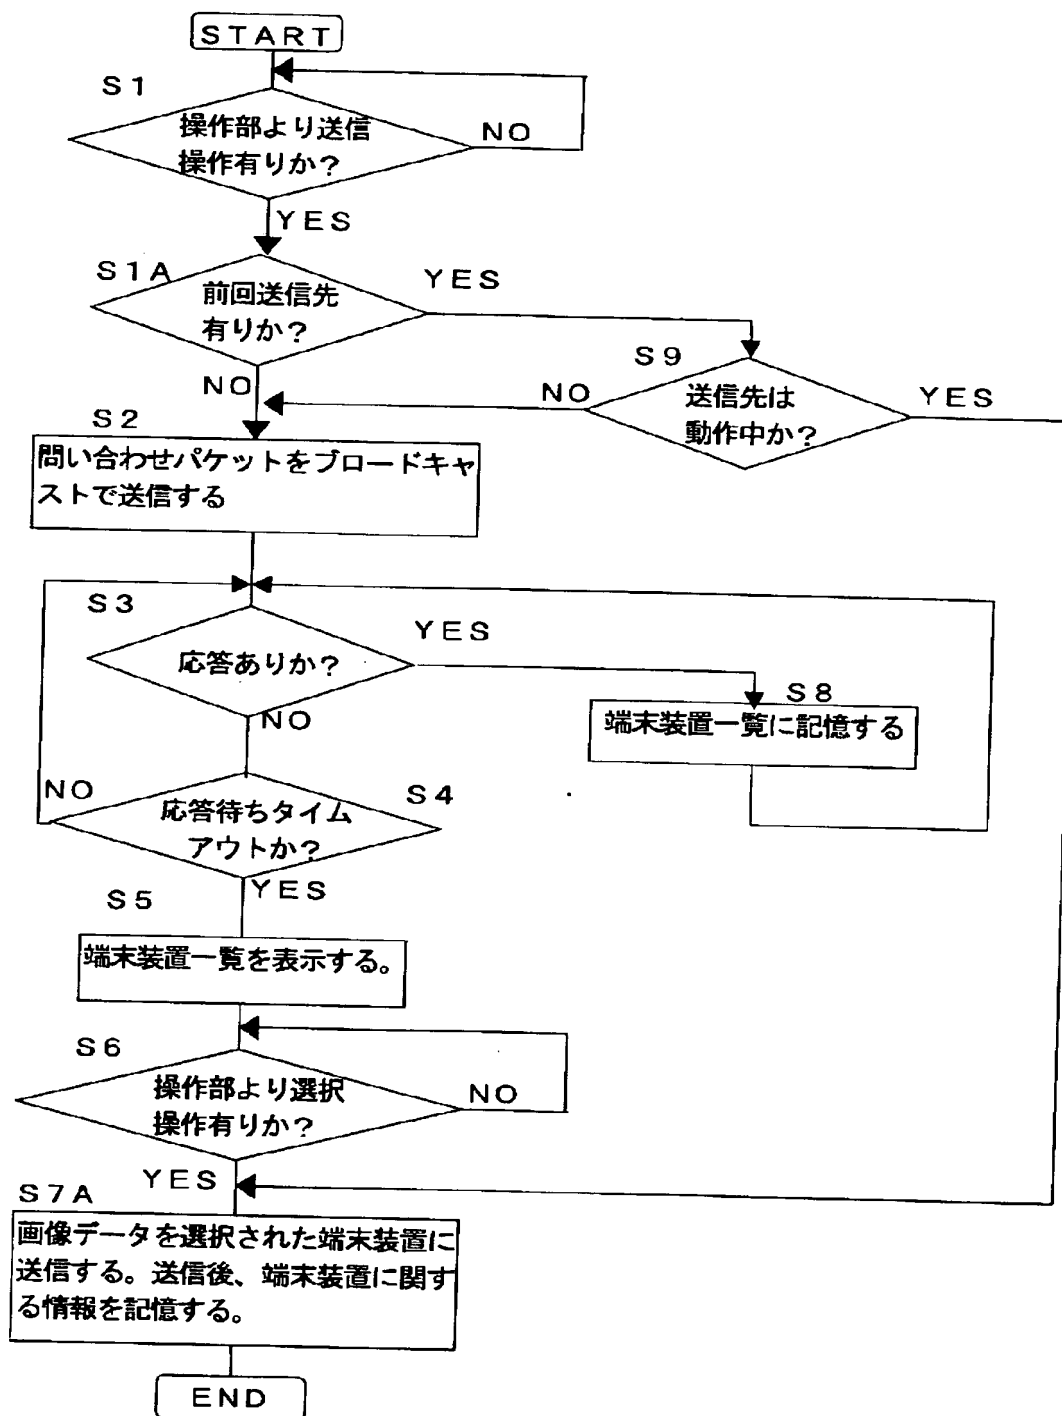 START
S1
操作部より送信
操作有りか?
NO
YES
S1A
前回送信先
有りか?
YES
NO
S9
送信先は
動作中か?
NO
YES
S2
問い合わせパケットをブロードキャ
ストで送信する
S3
応答ありか?
YES
NO
S8
端末装置一覧に記憶する
S4
応答待ちタイム
アウトか?
NO
YES
S5
端末装置一覧を表示する。
S6
操作部より選択
操作有りか?
NO
YES
S7A
画像データを選択された端末装置に
送信する。送信後、端末装置に関す
る情報を記憶する。
END